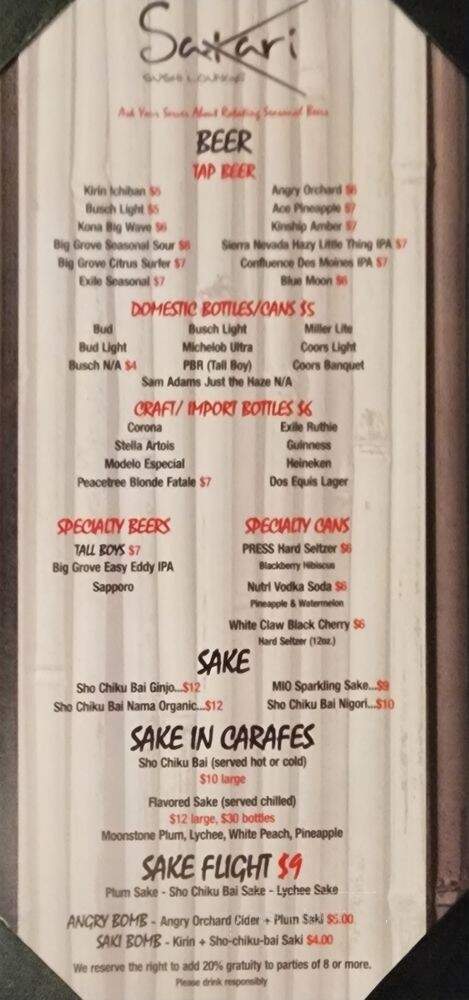 Sakari
SUSHI LOUNGE
Ask Your Server About Rotating Seasonal Beers
BEER
TAP BEER
Kirin Ichiban $5
Angry Orchard $6
Busch Light $5
Ace Pineapple $7
Kona Big Wave $6
Kinship Amber $7
Big Grove Seasonal Sour $8
Sierra Nevada Hazy Little Thing IPA $7
Big Grove Citrus Surfer $7
Confluence Des Moines IPA $7
Exile Seasonal $7
Blue Moon $6
DOMESTIC BOTTLES/CANS $5
Bud Busch Light Miller Lite
Bud Light Michelob Ultra Coors Light
Busch N/A $4 PBR (Tall Boy) Coors Banquet
Sam Adams Just the Haze N/A
CRAFT/ IMPORT BOTTLES $6
Corona Exile Ruthie
Stella Artois Guinness
Modelo Especial Heineken
Peacetree Blonde Fatale $7 Dos Equis Lager
SPECIALTY BEERS
TALL BOYS $7
Big Grove Easy Eddy IPA
Sapporo
SPECIALTY CANS
PRESS Hard Seltzer $6
Blackberry Hibiscus
Nutrl Vodka Soda $6
Pineapple & Watermelon
White Claw Black Cherry $6
Hard Seltzer (12oz.)
SAKE
Sho Chiku Bai Ginjo...$12
MIO Sparkling Sake...$9
Sho Chiku Bai Nama Organic...$12
Sho Chiku Bai Nigori...$10
SAKE IN CARAFES
Sho Chiku Bai (served hot or cold)
$10 large
Flavored Sake (served chilled)
$12 large, $30 bottles
Moonstone Plum, Lychee, White Peach, Pineapple
SAKE FLIGHT $9
Plum Sake - Sho Chiku Bai Sake - Lychee Sake
ANGRY BOMB - Angry Orchard Cider + Plum Saki $5.00
SAKI BOMB - Kirin + Sho-chiku-bai Saki $4.00
We reserve the right to add 20% gratuity to parties of 8 or more.
Please drink responsibly